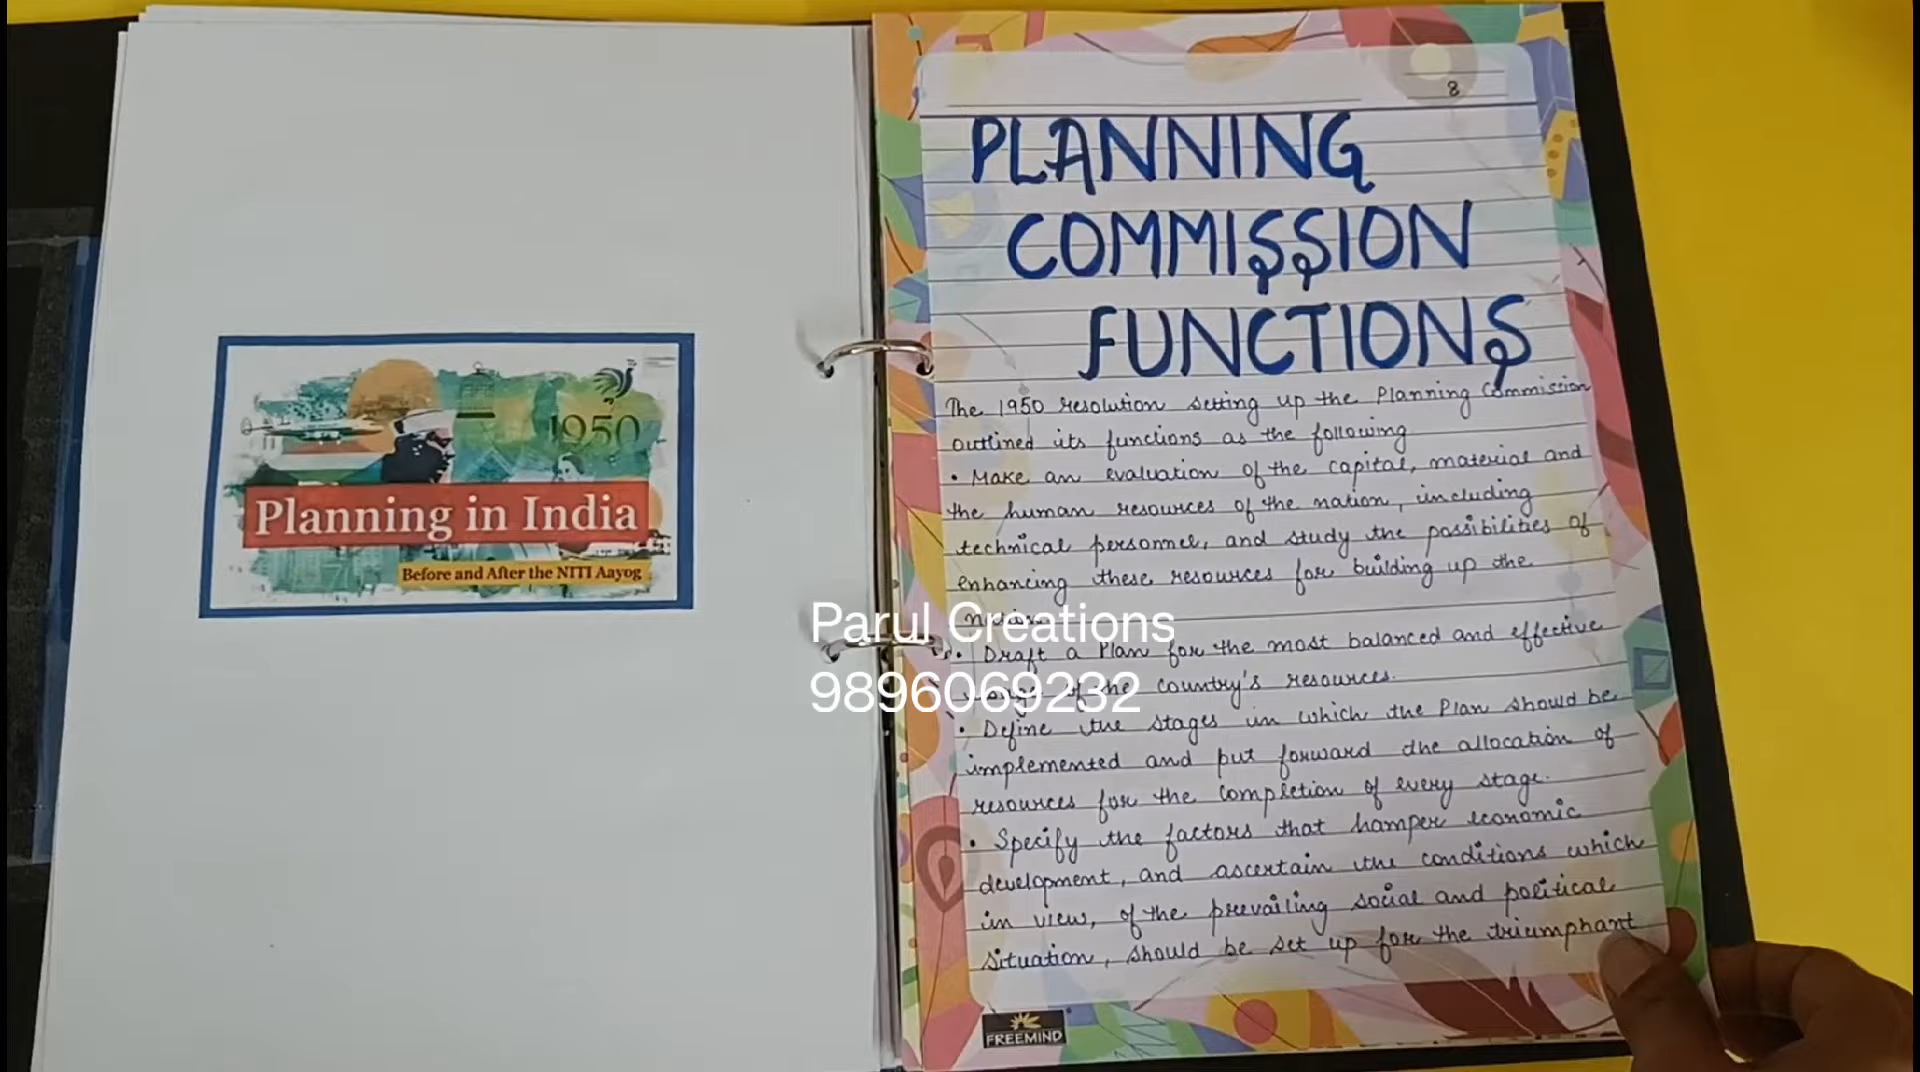 1950
Planning in India
Before and After the NITI Aayog
8
PLANNING
COMMISSION
FUNCTIONS
The 1950 resolution setting up the Planning Commission
outlined its functions as the following
• Make an evaluation of the capital, material and
the human resources of the nation, including
technical personnel, and study the possibilities of
enhancing these resources for building up the
nation.
• Draft a Plan for the most balanced and effective
of the country's resources.
• Define the stages in which the Plan should be
implemented and put forward the allocation of
resources for the completion of every stage.
• Specify the factors that hamper economic
development, and ascertain the conditions which
in view, of the prevailing social and political
situation, should be set up for the triumphant
FREEMIND
Parul Creations
9896069232